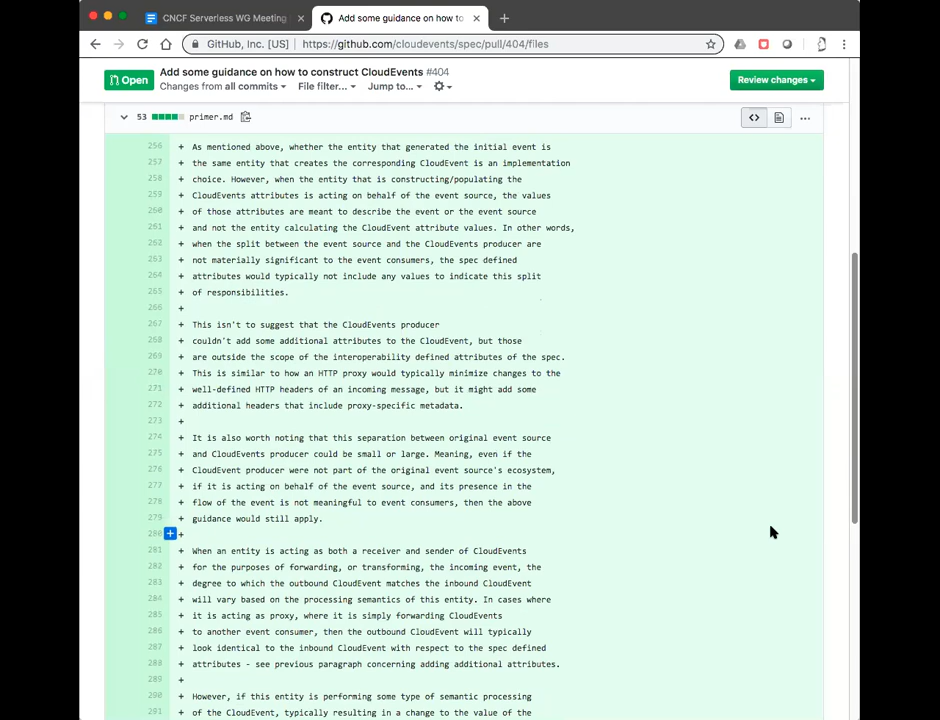 CNCF Serverless WG Meeting
Add some guidance on how to
GitHub, Inc. [US] | https://github.com/cloudevents/spec/pull/404/files
Open
Add some guidance on how to construct CloudEvents #404
Changes from all commits
File filter...
Jump to...
Review changes
53 primer.md
256 + As mentioned above, whether the entity that generated the initial event is
257 + the same entity that creates the corresponding CloudEvent is an implementation
258 + choice. However, when the entity that is constructing/populating the
259 + CloudEvents attributes is acting on behalf of the event source, the values
260 + of those attributes are meant to describe the event or the event source
261 + and not the entity calculating the CloudEvent attribute values. In other words,
262 + when the split between the event source and the CloudEvents producer are
263 + not materially significant to the event consumers, the spec defined
264 + attributes would typically not include any values to indicate this split
265 + of responsibilities.
266 +
267 + This isn't to suggest that the CloudEvents producer
268 + couldn't add some additional attributes to the CloudEvent, but those
269 + are outside the scope of the interoperability defined attributes of the spec.
270 + This is similar to how an HTTP proxy would typically minimize changes to the
271 + well-defined HTTP headers of an incoming message, but it might add some
272 + additional headers that include proxy-specific metadata.
273 +
274 + It is also worth noting that this separation between original event source
275 + and CloudEvents producer could be small or large. Meaning, even if the
276 + CloudEvent producer were not part of the original event source's ecosystem,
277 + if it is acting on behalf of the event source, and its presence in the
278 + flow of the event is not meaningful to event consumers, then the above
279 + guidance would still apply.
280 +
281 + When an entity is acting as both a receiver and sender of CloudEvents
282 + for the purposes of forwarding, or transforming, the incoming event, the
283 + degree to which the outbound CloudEvent matches the inbound CloudEvent
284 + will vary based on the processing semantics of this entity. In cases where
285 + it is acting as proxy, where it is simply forwarding CloudEvents
286 + to another event consumer, then the outbound CloudEvent will typically
287 + look identical to the inbound CloudEvent with respect to the spec defined
288 + attributes - see previous paragraph concerning adding additional attributes.
289 +
290 + However, if this entity is performing some type of semantic processing
291 + of the CloudEvent, typically resulting in a change to the value of the